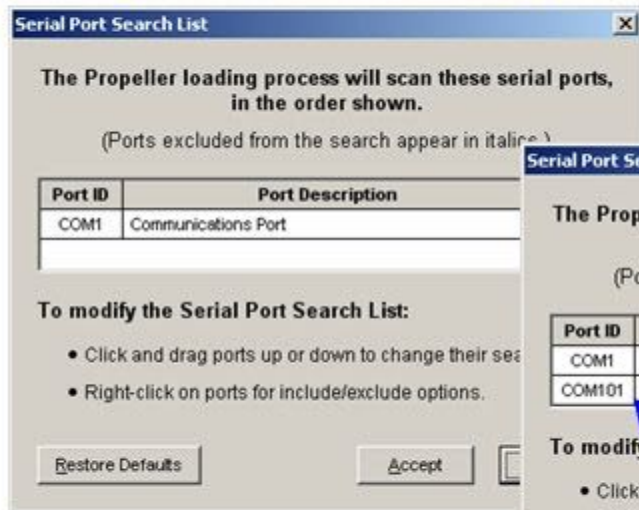 Serial Port Search List
The Propeller loading process will scan these serial ports,
in the order shown.
(Ports excluded from the search appear in italics.)
Port ID Port Description
COM1 Communications Port
To modify the Serial Port Search List:
• Click and drag ports up or down to change their sea
• Right-click on ports for include/exclude options.
Restore Defaults Accept
Serial Port Se
The Prop
(Po
Port ID
COM1
COM101
To modify
• Click